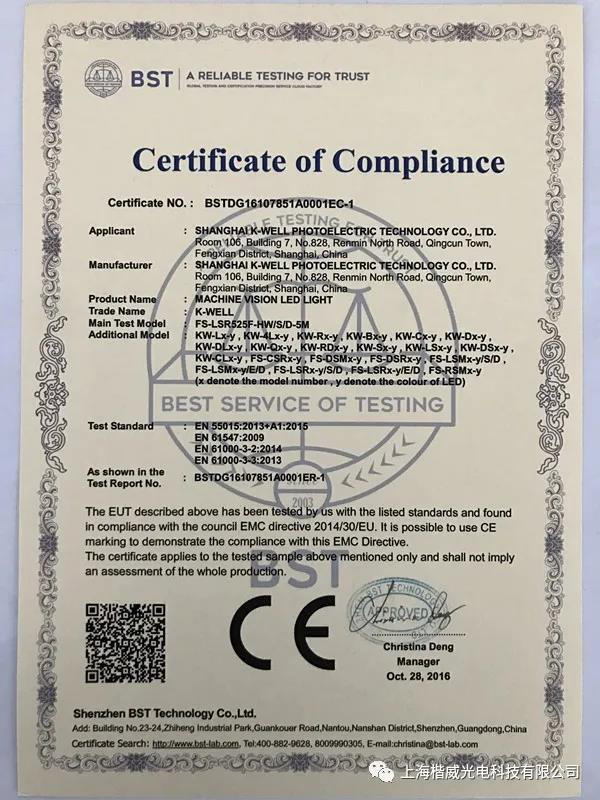 BST | A RELIABLE TESTING FOR TRUST
GLOBAL TESTING AND CERTIFICATION PRECISION SERVICE CLOUD FACTORY
Certificate of Compliance
Certificate NO. : BSTDG16107851A0001EC-1
Applicant : SHANGHAI K-WELL PHOTOELECTRIC TECHNOLOGY CO., LTD.
Room 106, Building 7, No.828, Renmin North Road, Qingcun Town,
Fengxian District, Shanghai, China
Manufacturer : SHANGHAI K-WELL PHOTOELECTRIC TECHNOLOGY CO., LTD.
Room 106, Building 7, No.828, Renmin North Road, Qingcun Town,
Fengxian District, Shanghai, China
Product Name : MACHINE VISION LED LIGHT
Trade Name : K-WELL
Main Test Model : FS-LSR525F-HW/S/D-5M
Additional Model : KW-Lx-y , KW-4Lx-y , KW-Rx-y , KW-Bx-y , KW-Cx-y , KW-Dx-y ,
KW-DLx-y , KW-Qx-y , KW-RDx-y , KW-Sx-y , KW-LSx-y , KW-DSx-y ,
KW-CLx-y , FS-CSRx-y , FS-DSMx-y , FS-DSRx-y , FS-LSMx-y/S/D ,
FS-LSMx-y/E/D , FS-LSRx-y/S/D , FS-LSRx-y/E/D , FS-RSMx-y
(x denote the model number , y denote the colour of LED)
BEST SERVICE OF TESTING
Test Standard : EN 55015:2013+A1:2015
EN 61547:2009
EN 61000-3-2:2014
EN 61000-3-3:2013
As shown in the
Test Report No. : BSTDG16107851A0001ER-1
SINCE
2003
The EUT described above has been tested by us with the listed standards and found
in compliance with the council EMC directive 2014/30/EU. It is possible to use CE
marking to demonstrate the compliance with this EMC Directive.
The certificate applies to the tested sample above mentioned only and shall not imply
an assessment of the whole production.
BST
CE
APPROVED
Christina Deng
Manager
Oct. 28, 2016
Shenzhen BST Technology Co.,Ltd.
Add: Building No.23-24,Zhiheng Industrial Park,Guankouer Road,Nantou,Nanshan District,Shenzhen,Guangdong,China
Certificate Search: http://www.bst-lab.com, Tel:400-882-9628, 8009990305, E-mail:christina@bst-lab.com
上海楷威光电科技有限公司